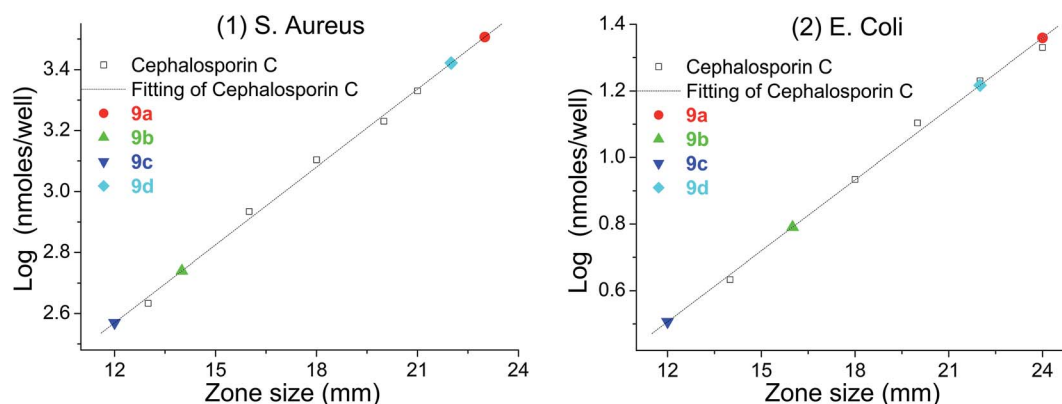 (1) S. Aureus
Cephalosporin C
Fitting of Cephalosporin C
9a
9b
9c
9d
3.4
3.2
3.0
2.8
2.6
Log (nmoles/well)
12
15
18
21
24
Zone size (mm)
(2) E. Coli
Cephalosporin C
Fitting of Cephalosporin C
9a
9b
9c
9d
1.4
1.2
1.0
0.8
0.6
Log (nmoles/well)
12
15
18
21
24
Zone size (mm)